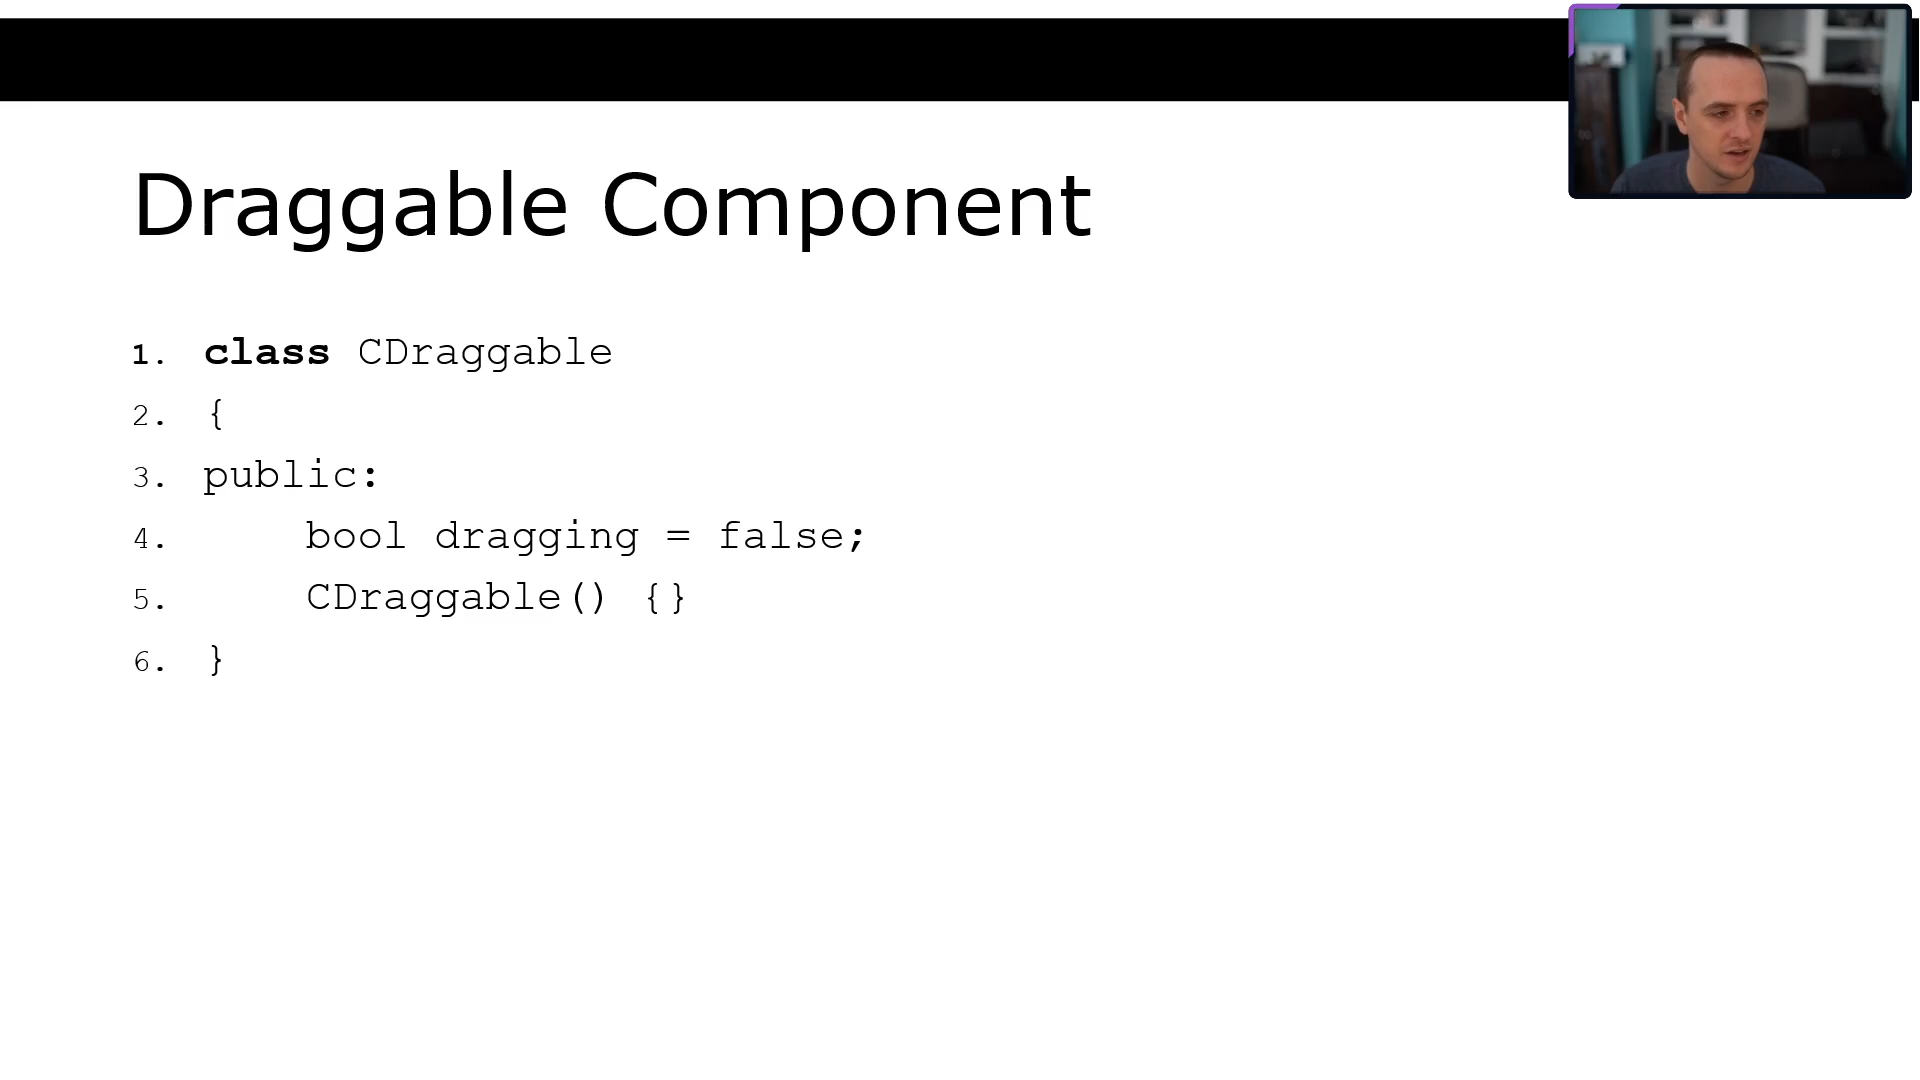 Draggable Component
1. class CDraggable
2. {
3. public:
4. bool dragging = false;
5. CDraggable() {}
6. }